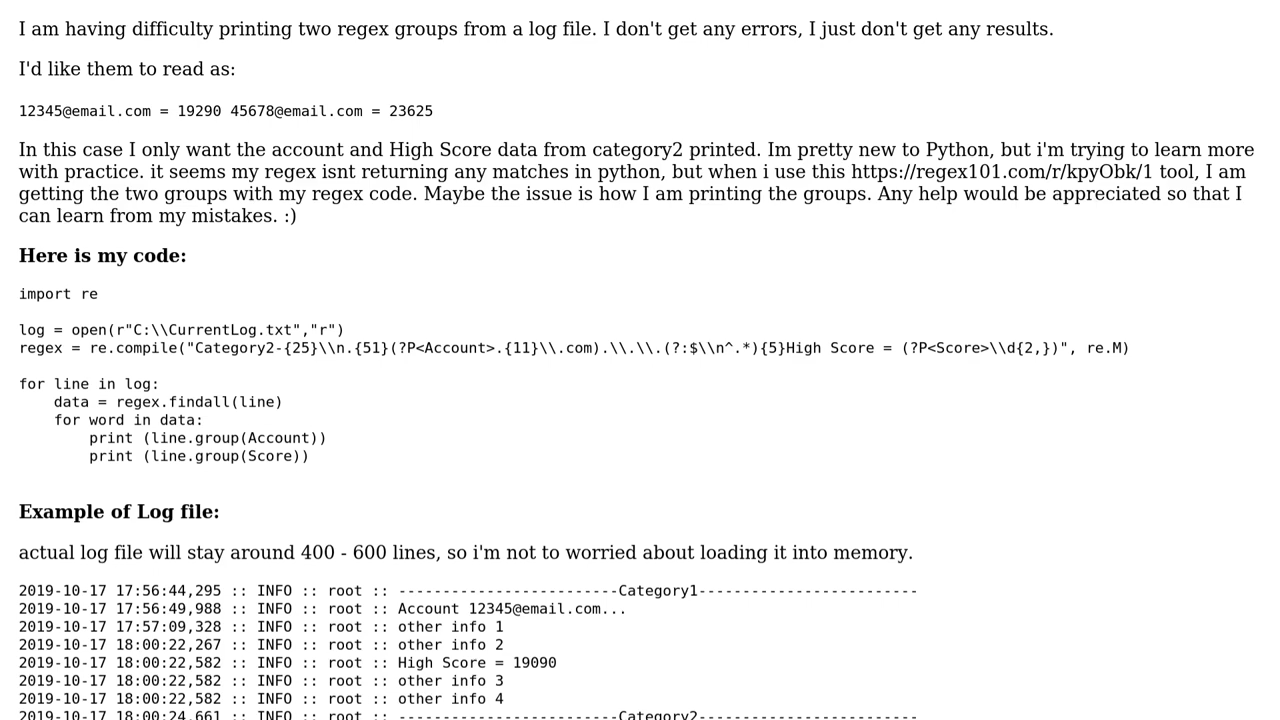 I am having difficulty printing two regex groups from a log file. I don't get any errors, I just don't get any results.
I'd like them to read as:
12345@email.com = 19290 45678@email.com = 23625
In this case I only want the account and High Score data from category2 printed. Im pretty new to Python, but i'm trying to learn more
with practice. it seems my regex isnt returning any matches in python, but when i use this https://regex101.com/r/kpyObk/1 tool, I am
getting the two groups with my regex code. Maybe the issue is how I am printing the groups. Any help would be appreciated so that I
can learn from my mistakes. :)
Here is my code:
import re
log = open(r"C:\\CurrentLog.txt","r")
regex = re.compile("Category2-{25}\\n.{51}(?P<Account>.{11}\\.com).\\.\\.(?:$\\n^.*){5}High Score = (?P<Score>\\d{2,})", re.M)
for line in log:
    data = regex.findall(line)
    for word in data:
        print (line.group(Account))
        print (line.group(Score))
Example of Log file:
actual log file will stay around 400 - 600 lines, so i'm not to worried about loading it into memory.
2019-10-17 17:56:44,295 :: INFO :: root :: -------------------------Category1-------------------------
2019-10-17 17:56:49,988 :: INFO :: root :: Account 12345@email.com...
2019-10-17 17:57:09,328 :: INFO :: root :: other info 1
2019-10-17 18:00:22,267 :: INFO :: root :: other info 2
2019-10-17 18:00:22,582 :: INFO :: root :: High Score = 19090
2019-10-17 18:00:22,582 :: INFO :: root :: other info 3
2019-10-17 18:00:22,582 :: INFO :: root :: other info 4
2019-10-17 18:00:24,661 :: INFO :: root :: -------------------------Category2-------------------------